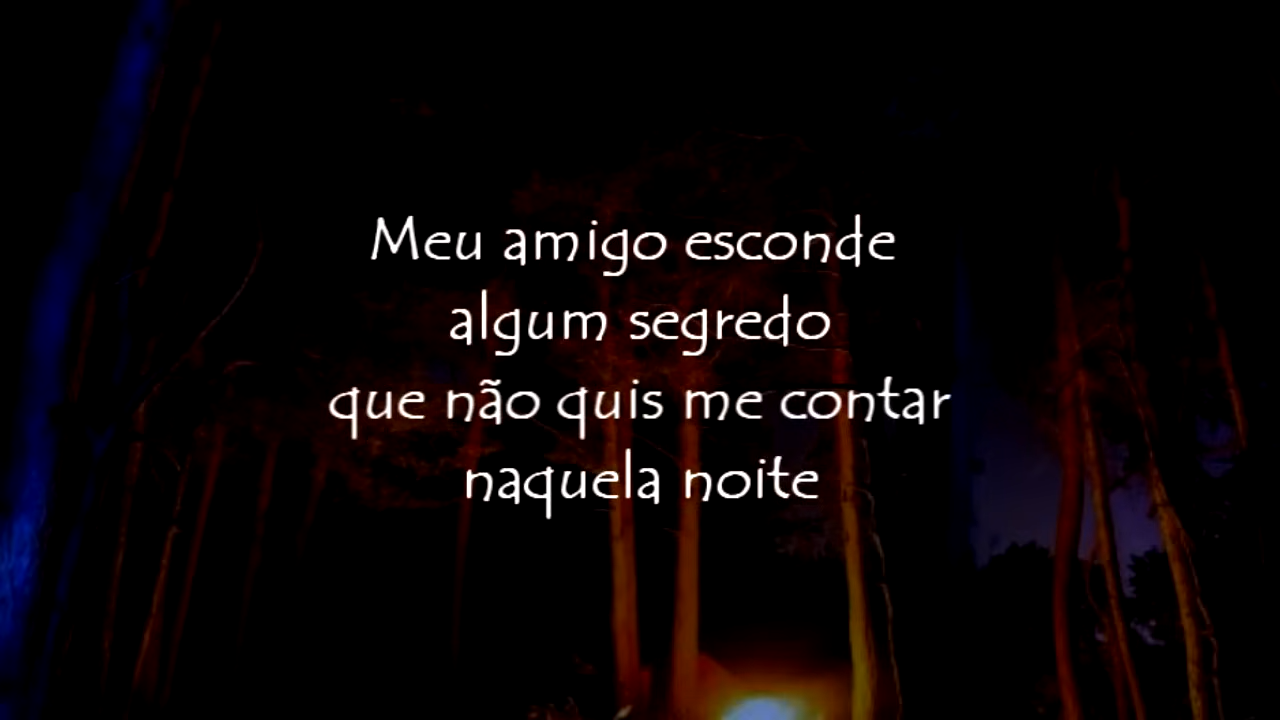 Meu amigo esconde
algum segredo
que não quis me contar
naquela noite